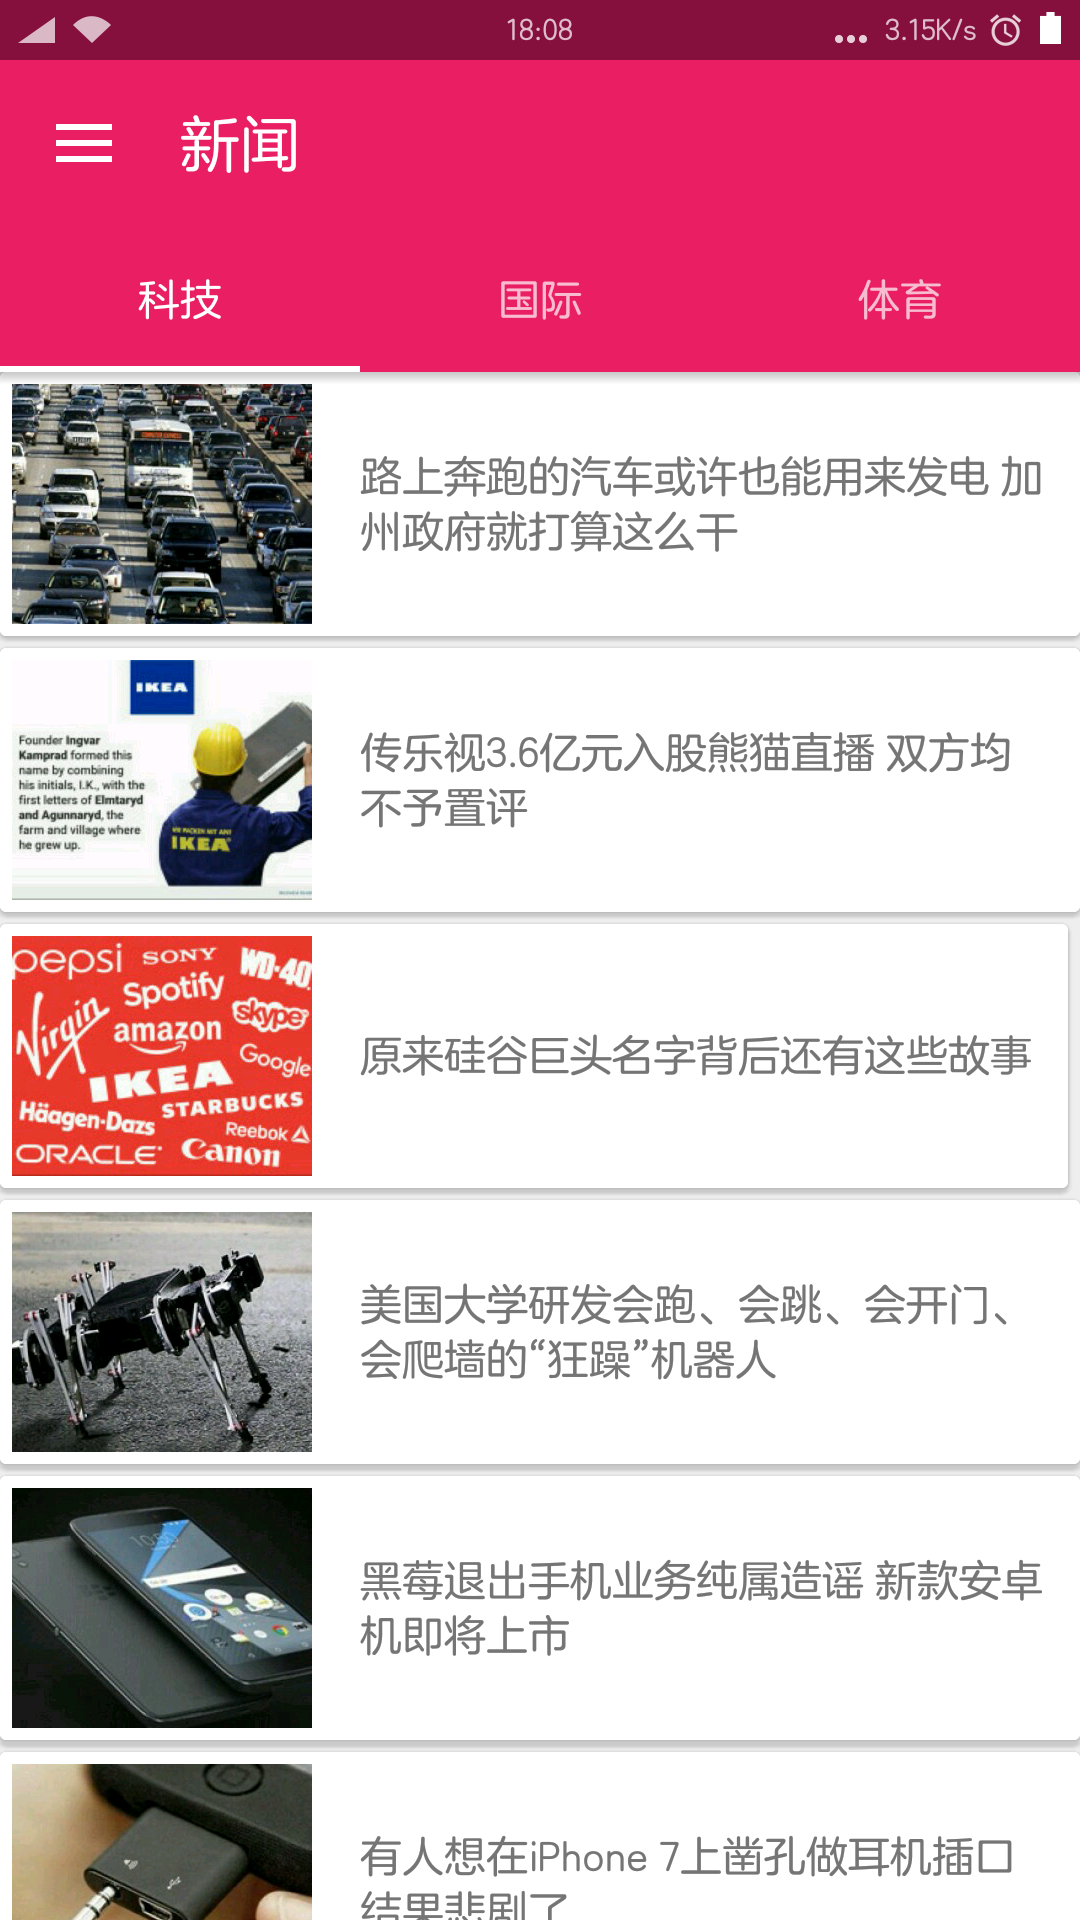 18:08
3.15K/s
新闻
科技
国际
体育
路上奔跑的汽车或许也能用来发电 加
州政府就打算这么干
IKEA
Founder Ingvar
Kamprad formed this
name by combining
his initials, I.K., with the
first letters of Elmtaryd
and Agunnaryd, the
farm and village where
he grew up.
IKEA
传乐视3.6亿元入股熊猫直播 双方均
不予置评
pepsi SONY WD-40
Spotify
Virgin
skype
amazon
Google
IKEA
STARBUCKS
Häagen-Dazs
Reebok
ORACLE
Canon
原来硅谷巨头名字背后还有这些故事
美国大学研发会跑、会跳、会开门、
会爬墙的“狂躁”机器人
黑莓退出手机业务纯属造谣 新款安卓
机即将上市
有人想在iPhone 7上凿孔做耳机插口
结果悲剧了